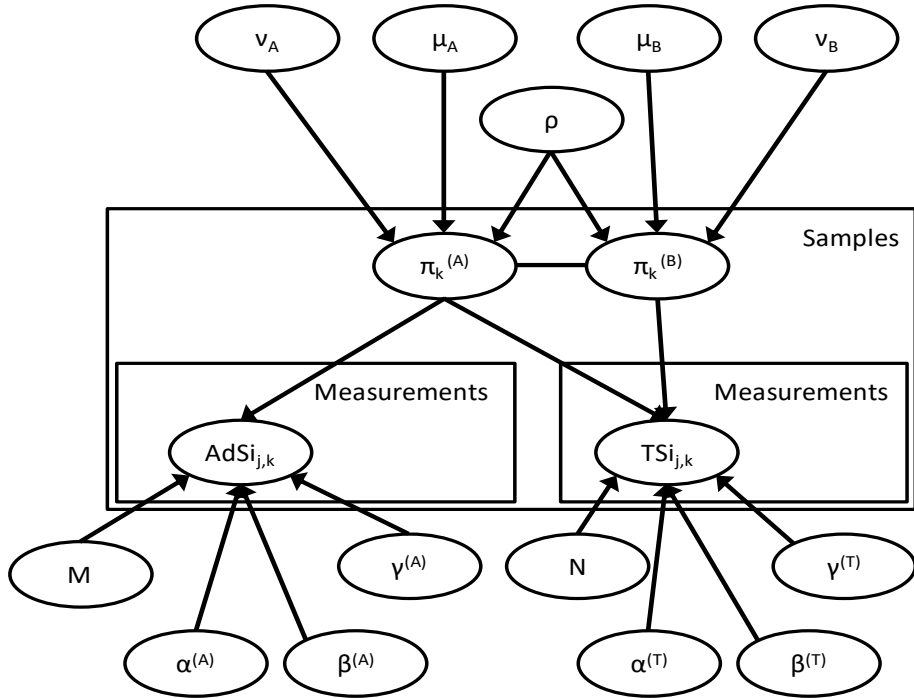 ν_A
μ_A
μ_B
ν_B
ρ
Samples
π_k^(A)
π_k^(B)
Measurements
Measurements
AdSi_j,k
TSi_j,k
M
γ^(A)
N
γ^(T)
α^(A)
β^(A)
α^(T)
β^(T)